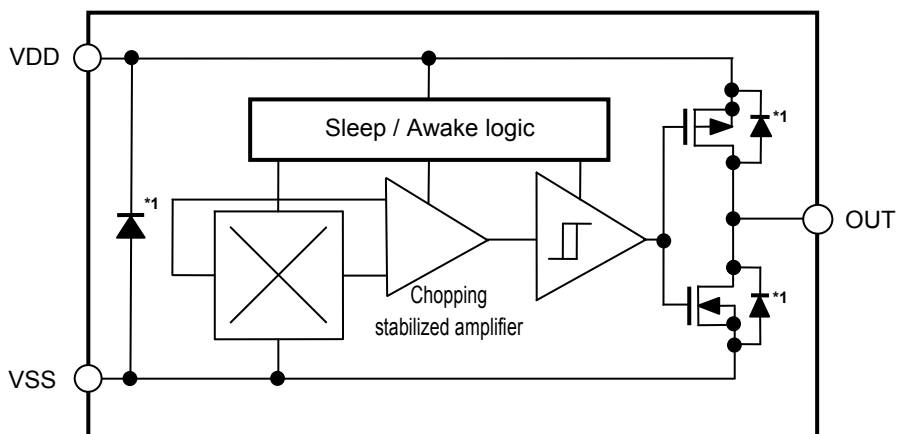 VDD
Sleep / Awake logic
*1
*1
OUT
Chopping
stabilized amplifier
*1
VSS